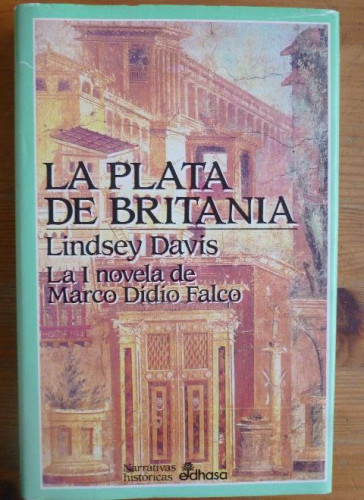 LA PLATA
DE BRITANIA
Lindsey Davis
La I novela de
Marco Didio Falco
Narrativas
históricas edhasa